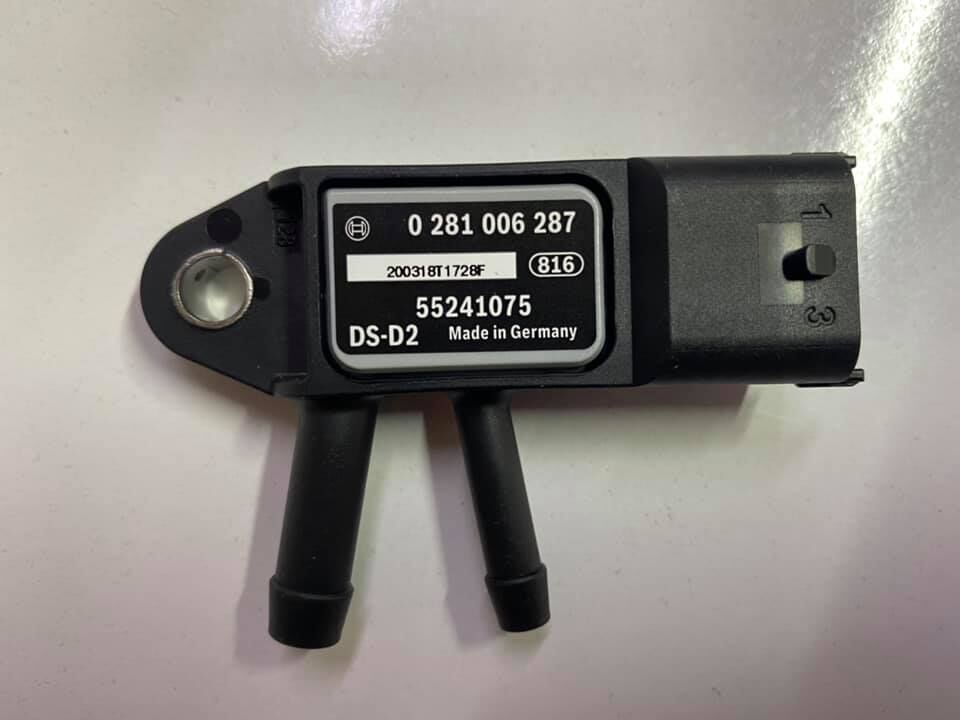 0 281 006 287
200318T1728F
816
55241075
DS-D2 Made in Germany
1
3